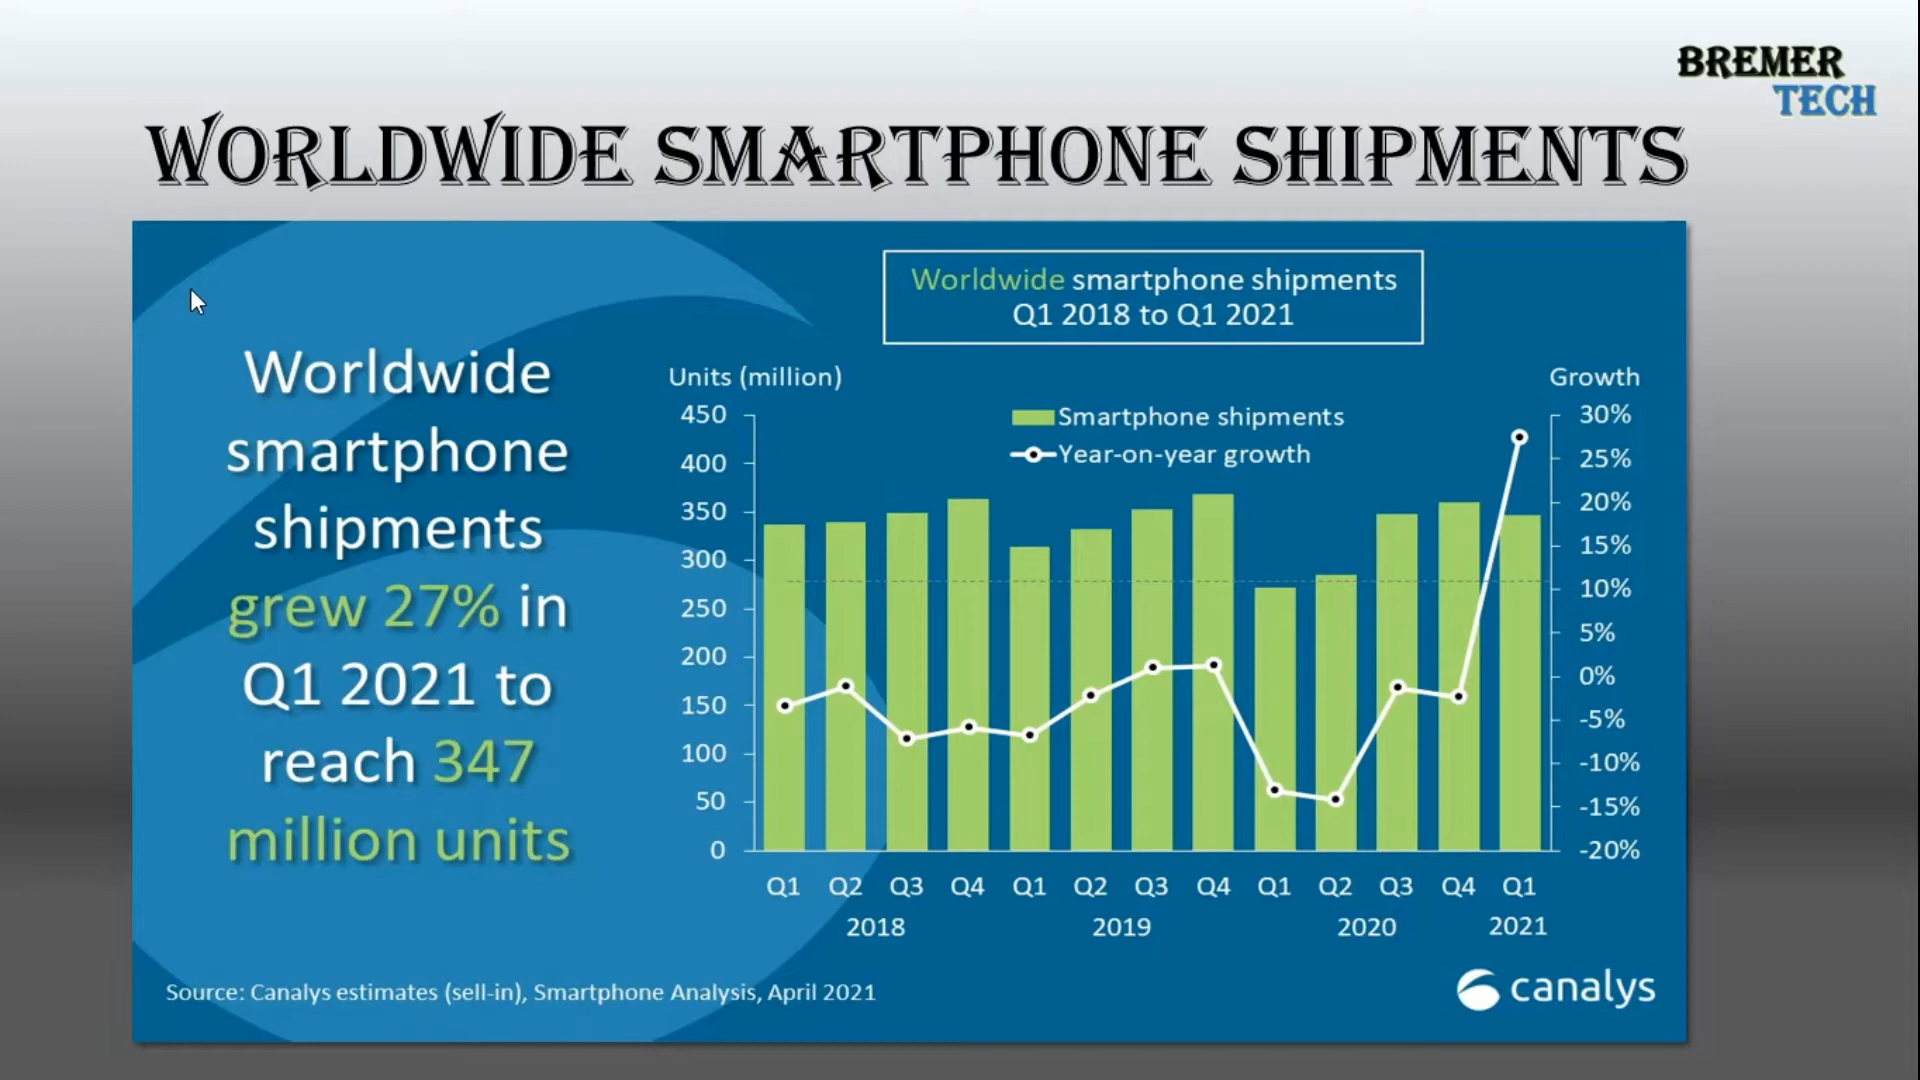 BREMER
TECH
WORLDWIDE SMARTPHONE SHIPMENTS
Worldwide
smartphone
shipments
grew 27% in
Q1 2021 to
reach 347
million units
Worldwide smartphone shipments
Q1 2018 to Q1 2021
Units (million)
Growth
Smartphone shipments
Year-on-year growth
450
400
350
300
250
200
150
100
50
0
30%
25%
20%
15%
10%
5%
0%
-5%
-10%
-15%
-20%
Q1 Q2 Q3 Q4 Q1 Q2 Q3 Q4 Q1 Q2 Q3 Q4 Q1
2018 2019 2020 2021
Source: Canalys estimates (sell-in), Smartphone Analysis, April 2021
canalys